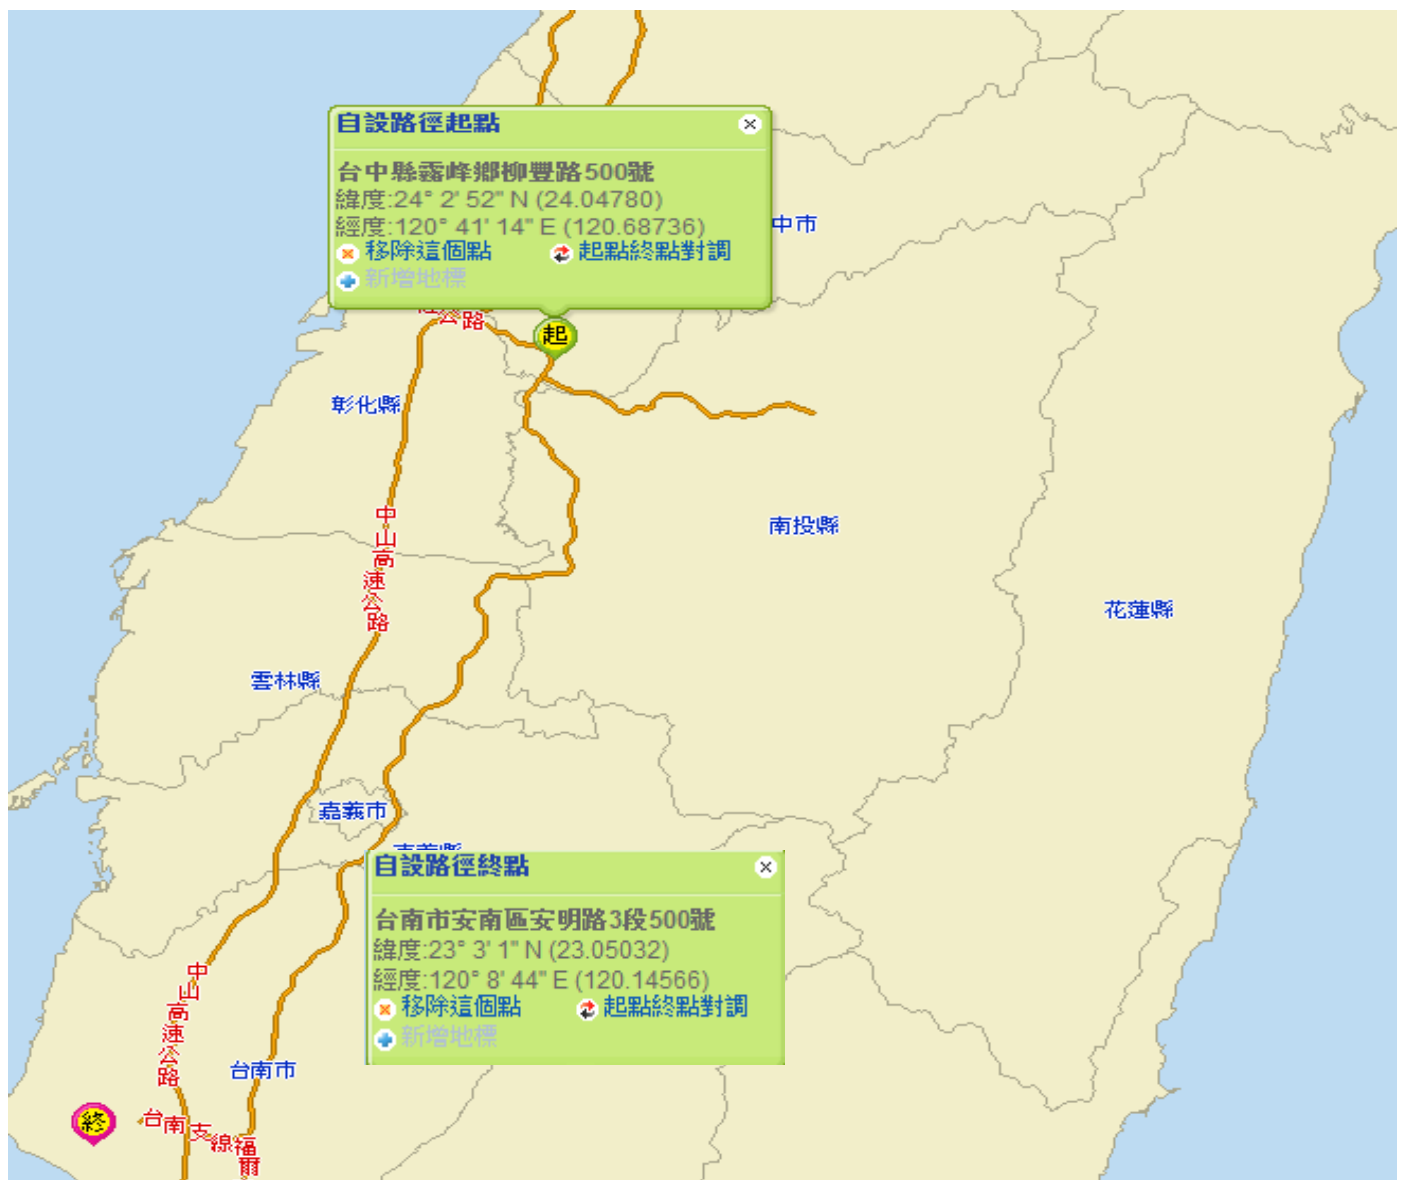 自設路徑起點
台中縣霧峰鄉柳豐路500號
緯度:24° 2' 52" N (24.04780)
經度:120° 41' 14" E (120.68736)
移除這個點 起點終點對調
新增地標
中市
公路
起
彰化縣
中山高速公路
南投縣
花蓮縣
雲林縣
嘉義市
自設路徑終點
台南市安南區安明路3段500號
緯度:23° 3' 1" N (23.05032)
經度:120° 8' 44" E (120.14566)
移除這個點 起點終點對調
新增地標
中山高速公路
台南市
終
台南支線
福爾